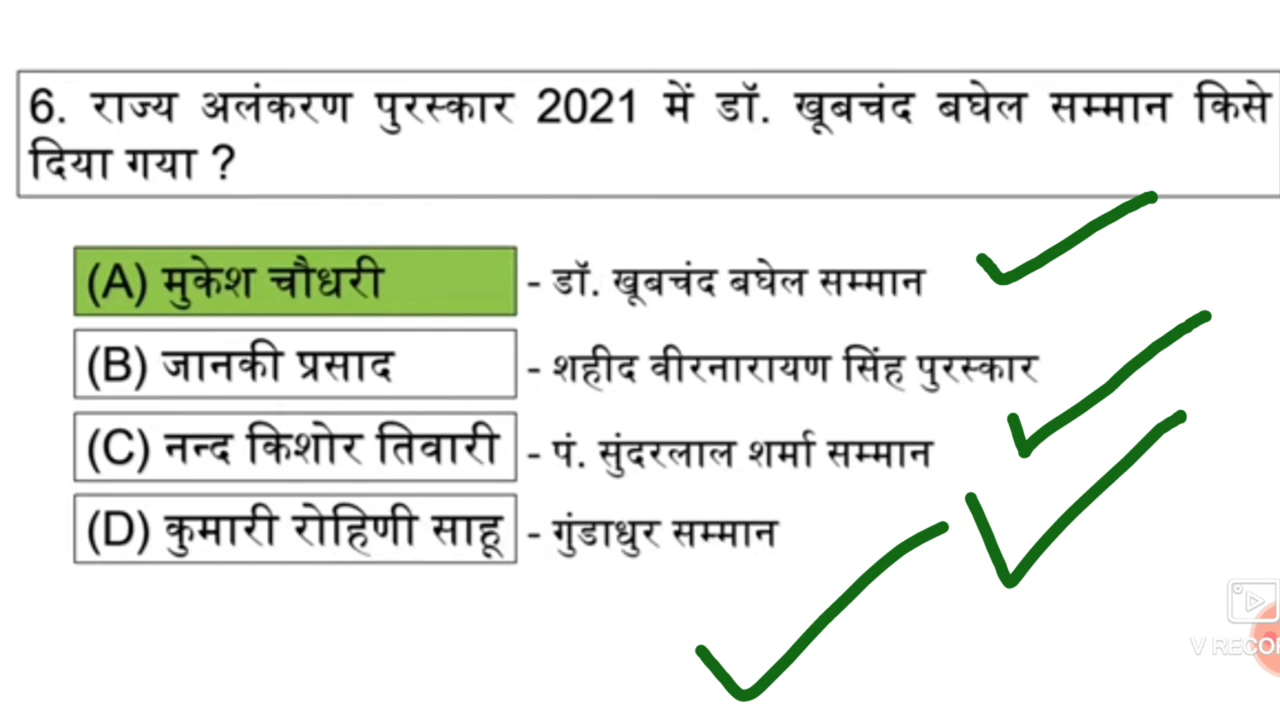 6. राज्य अलंकरण पुरस्कार 2021 में डॉ. खूबचंद बघेल सम्मान किसे
दिया गया ?
(A) मुकेश चौधरी - डॉ. खूबचंद बघेल सम्मान
(B) जानकी प्रसाद - शहीद वीरनारायण सिंह पुरस्कार
(C) नन्द किशोर तिवारी - पं. सुंदरलाल शर्मा सम्मान
(D) कुमारी रोहिणी साहू - गुंडाधुर सम्मान